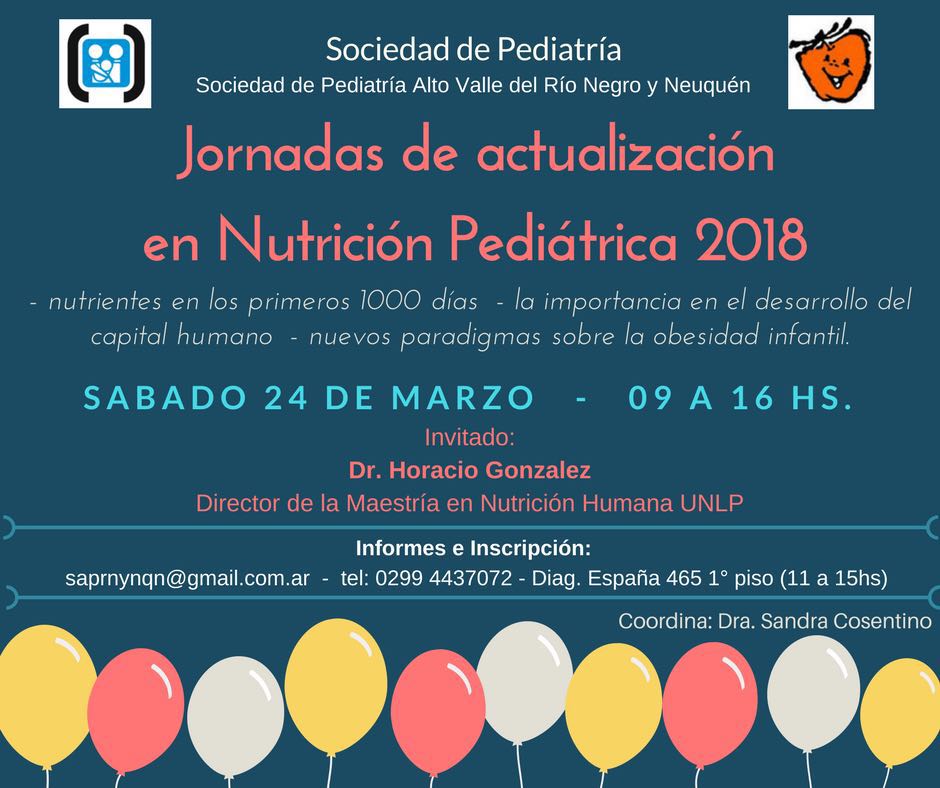 Sociedad de Pediatría
Sociedad de Pediatría Alto Valle del Río Negro y Neuquén
Jornadas de actualización
en Nutrición Pediátrica 2018
- nutrientes en los primeros 1000 días - la importancia en el desarrollo del
capital humano - nuevos paradigmas sobre la obesidad infantil.
SABADO 24 DE MARZO - 09 A 16 HS.
Invitado:
Dr. Horacio Gonzalez
Director de la Maestría en Nutrición Humana UNLP
Informes e Inscripción:
saprnynqn@gmail.com.ar - tel: 0299 4437072 - Diag. España 465 1° piso (11 a 15hs)
Coordina: Dra. Sandra Cosentino